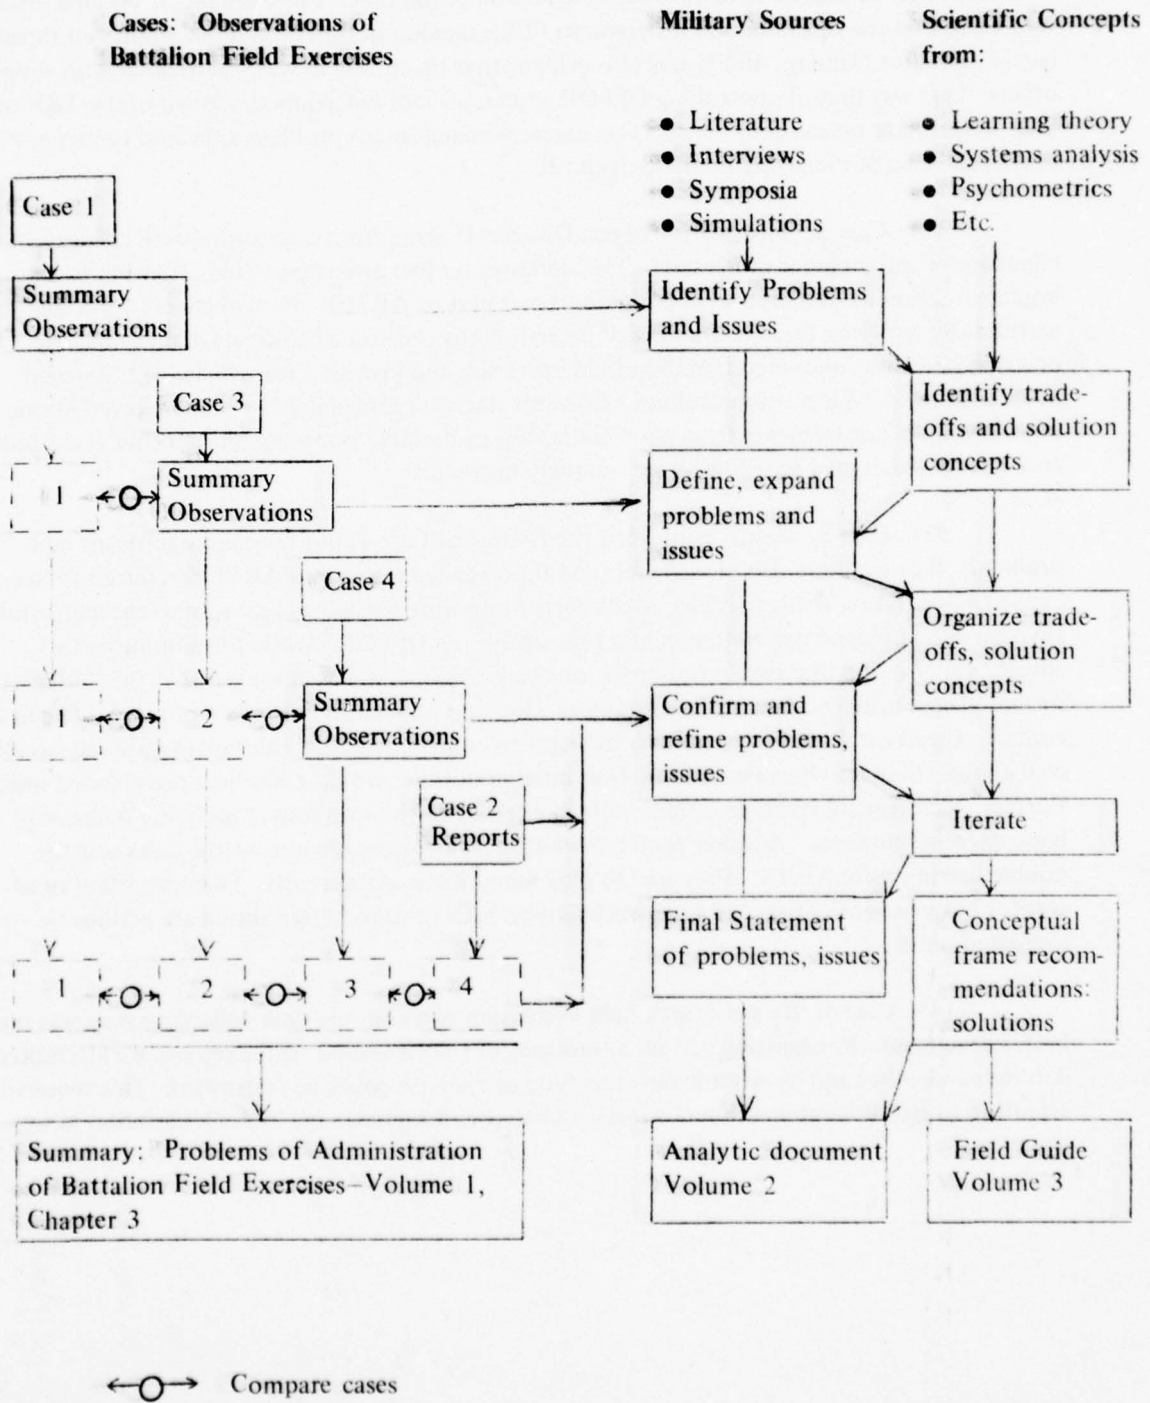 Cases: Observations of
Battalion Field Exercises
Military Sources
● Literature
● Interviews
● Symposia
● Simulations
Scientific Concepts
from:
● Learning theory
● Systems analysis
● Psychometrics
● Etc.
Case 1
Summary
Observations
Identify Problems
and Issues
Case 3
Identify trade-
offs and solution
concepts
1
Summary
Observations
Define, expand
problems and
issues
Case 4
Organize trade-
offs, solution
concepts
1
2
Summary
Observations
Confirm and
refine problems,
issues
Case 2
Reports
Iterate
Final Statement
of problems, issues
Conceptual
frame recom-
mendations:
solutions
1
2
3
4
Summary: Problems of Administration
of Battalion Field Exercises–Volume 1,
Chapter 3
Analytic document
Volume 2
Field Guide
Volume 3
Compare cases